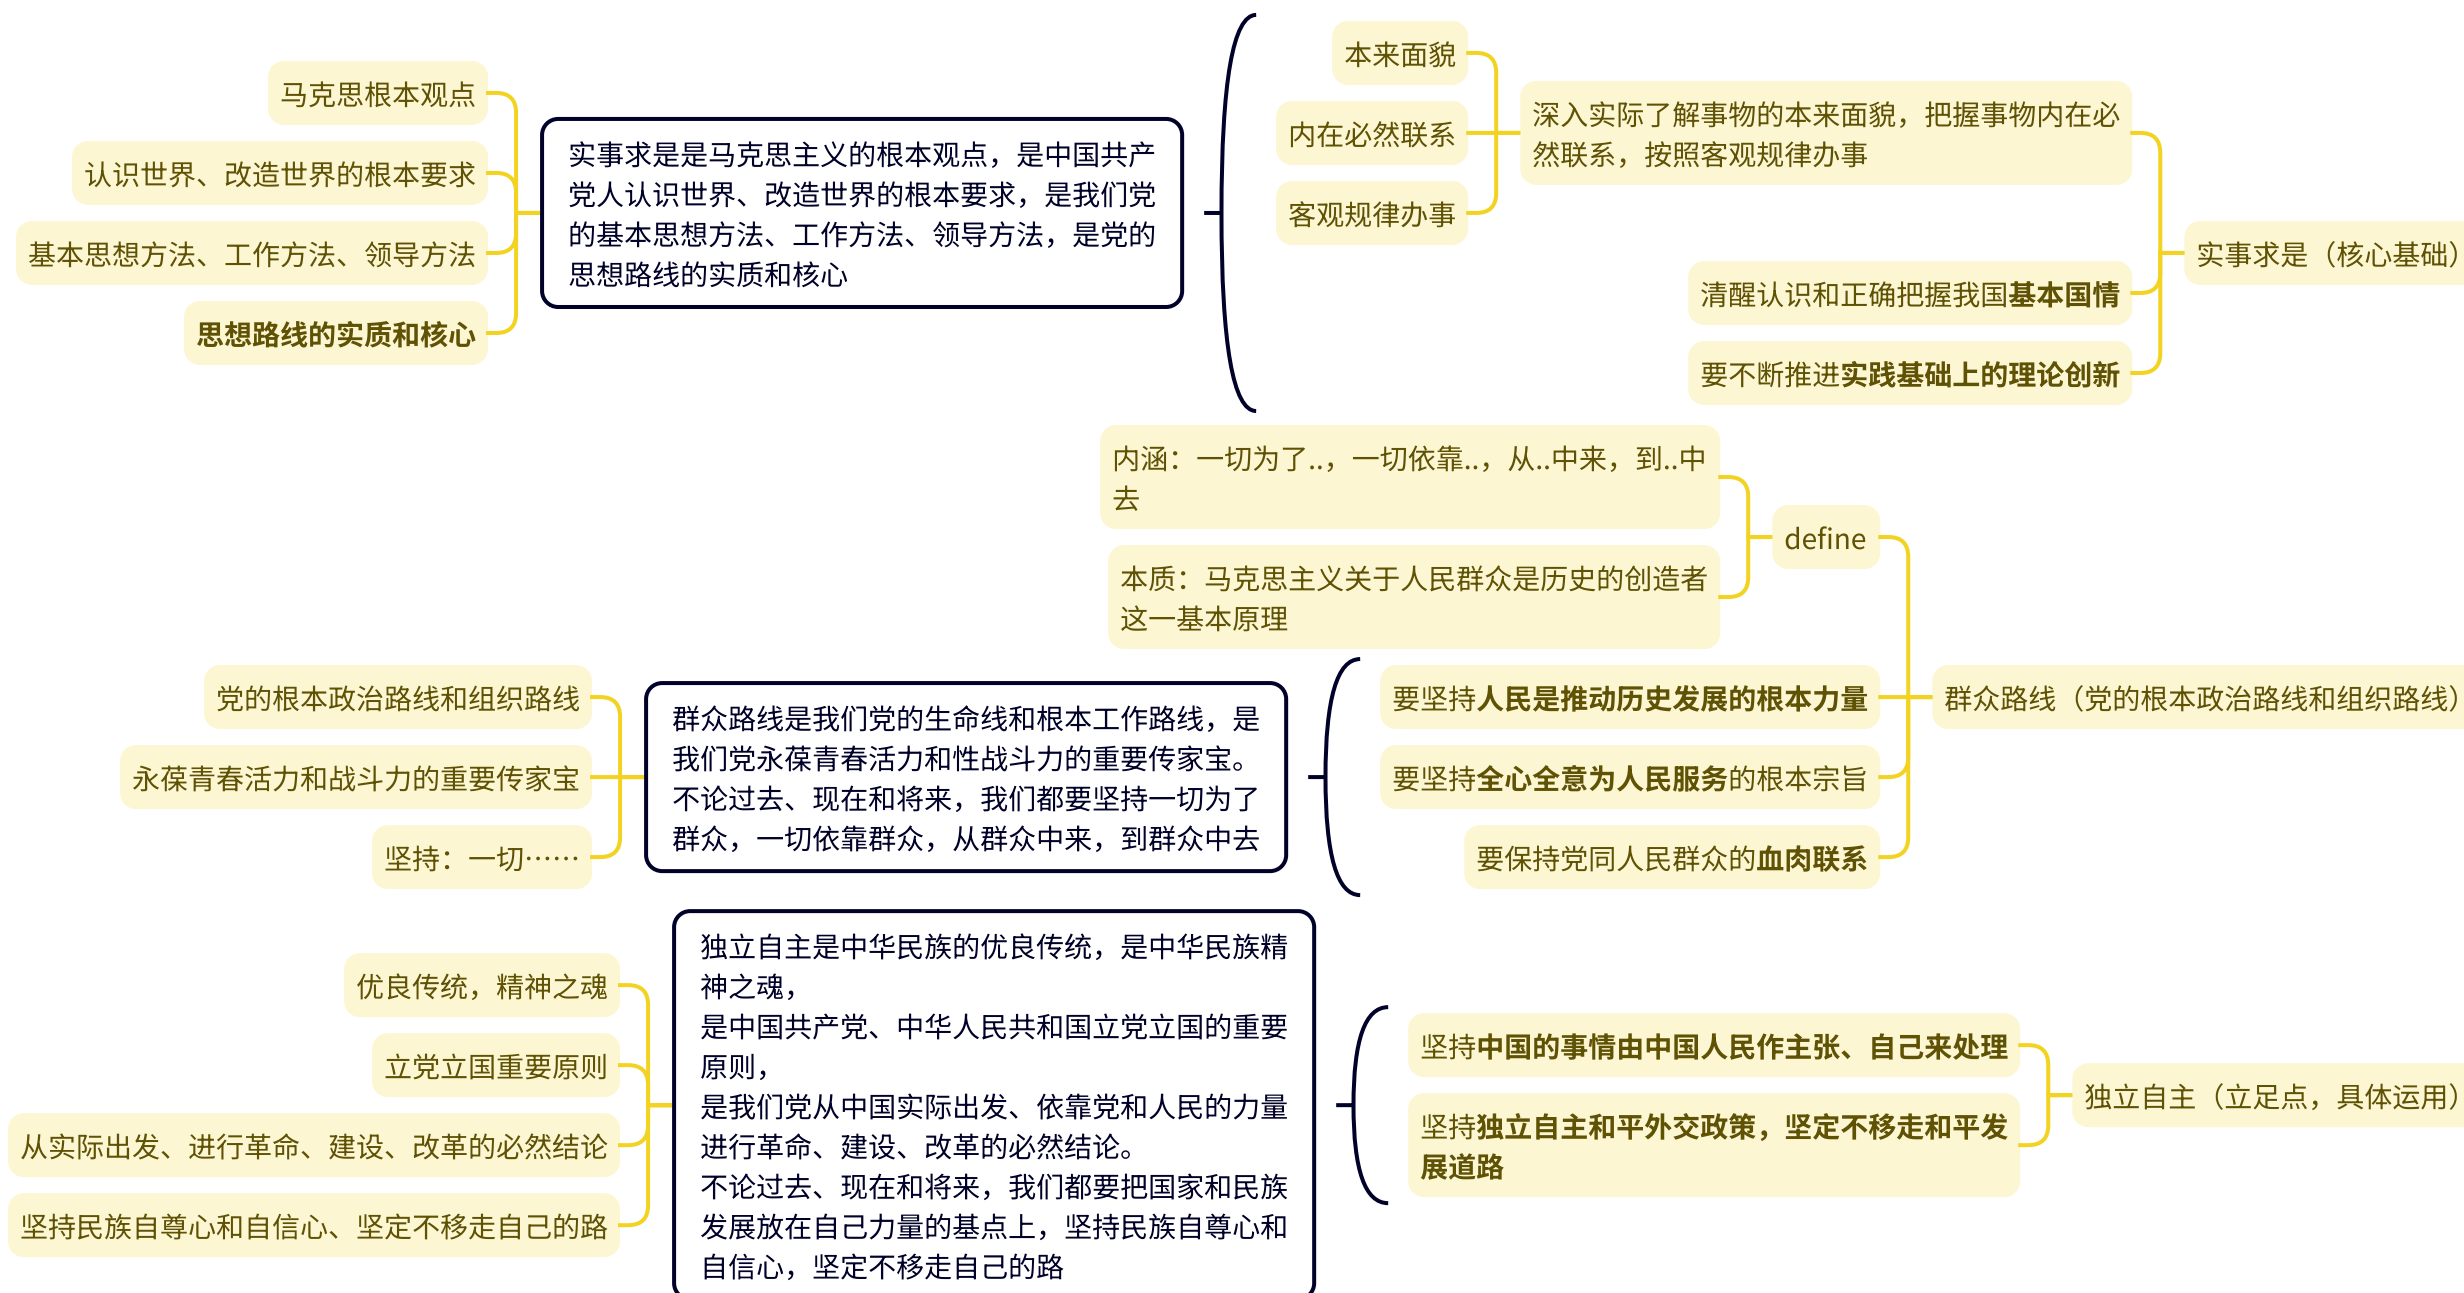 马克思根本观点
认识世界、改造世界的根本要求
基本思想方法、工作方法、领导方法
思想路线的实质和核心
实事求是是马克思主义的根本观点，是中国共产
党人认识世界、改造世界的根本要求，是我们党
的基本思想方法、工作方法、领导方法，是党的
思想路线的实质和核心
本来面貌
内在必然联系
客观规律办事
深入实际了解事物的本来面貌，把握事物内在必
然联系，按照客观规律办事
清醒认识和正确把握我国基本国情
要不断推进实践基础上的理论创新
实事求是（核心基础）
内涵：一切为了..，一切依靠..，从..中来，到..中
去
本质：马克思主义关于人民群众是历史的创造者
这一基本原理
define
党的根本政治路线和组织路线
永葆青春活力和战斗力的重要传家宝
坚持：一切……
群众路线是我们党的生命线和根本工作路线，是
我们党永葆青春活力和性战斗力的重要传家宝。
不论过去、现在和将来，我们都要坚持一切为了
群众，一切依靠群众，从群众中来，到群众中去
要坚持人民是推动历史发展的根本力量
要坚持全心全意为人民服务的根本宗旨
要保持党同人民群众的血肉联系
群众路线（党的根本政治路线和组织路线）
优良传统，精神之魂
立党立国重要原则
从实际出发、进行革命、建设、改革的必然结论
坚持民族自尊心和自信心、坚定不移走自己的路
独立自主是中华民族的优良传统，是中华民族精
神之魂，
是中国共产党、中华人民共和国立党立国的重要
原则，
是我们党从中国实际出发、依靠党和人民的力量
进行革命、建设、改革的必然结论。
不论过去、现在和将来，我们都要把国家和民族
发展放在自己力量的基点上，坚持民族自尊心和
自信心，坚定不移走自己的路
坚持中国的事情由中国人民作主张、自己来处理
坚持独立自主和平外交政策，坚定不移走和平发
展道路
独立自主（立足点，具体运用）